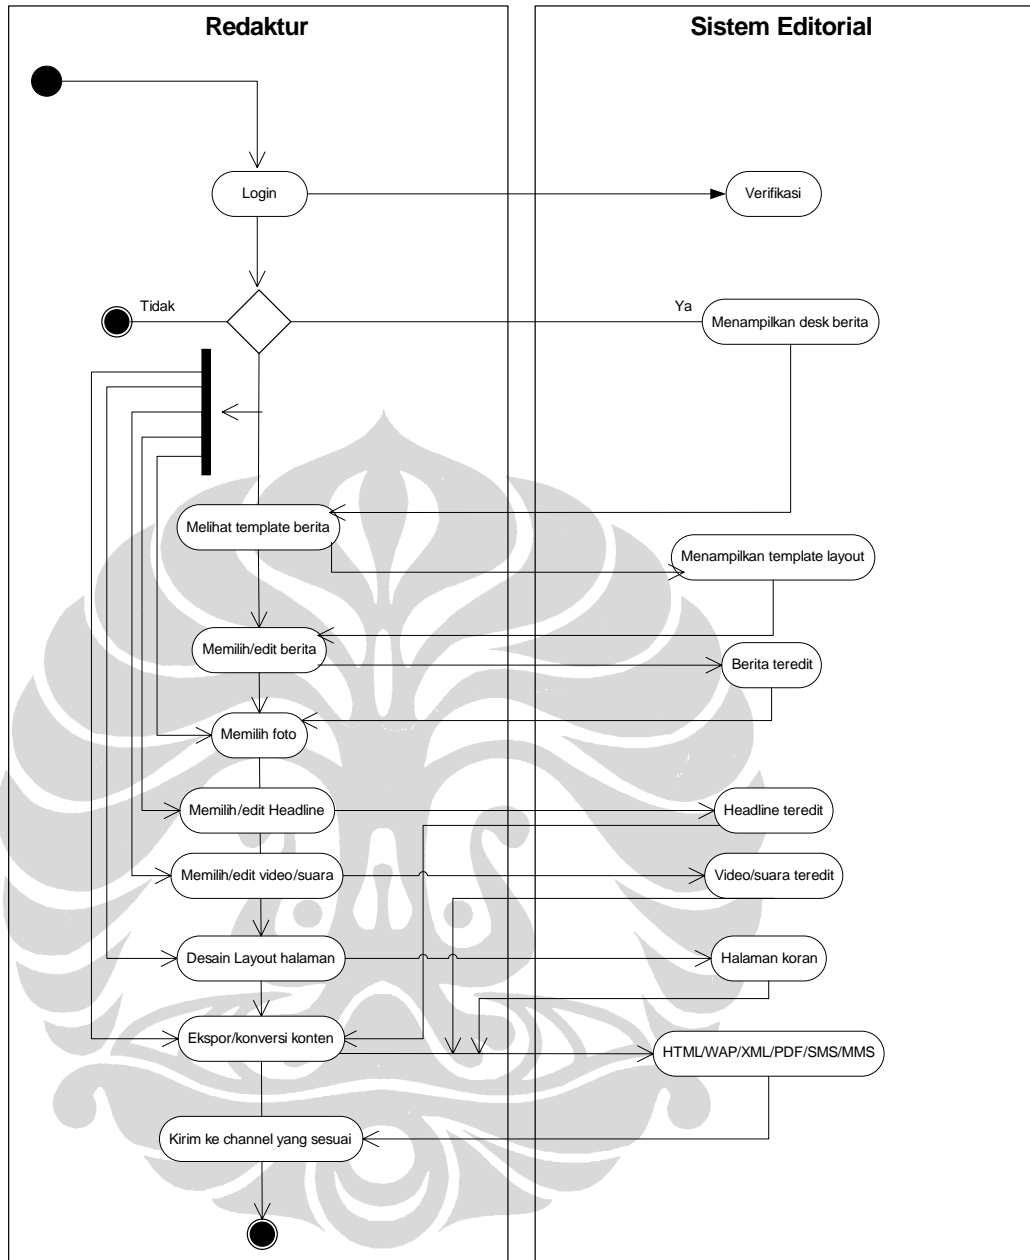 Redaktur
Sistem Editorial
Login
Verifikasi
Tidak
Ya
Menampilkan desk berita
Melihat template berita
Menampilkan template layout
Memilih/edit berita
Berita teredit
Memilih foto
Memilih/edit Headline
Headline teredit
Memilih/edit video/suara
Video/suara teredit
Desain Layout halaman
Halaman koran
Ekspor/konversi konten
HTML/WAP/XML/PDF/SMS/MMS
Kirim ke channel yang sesuai